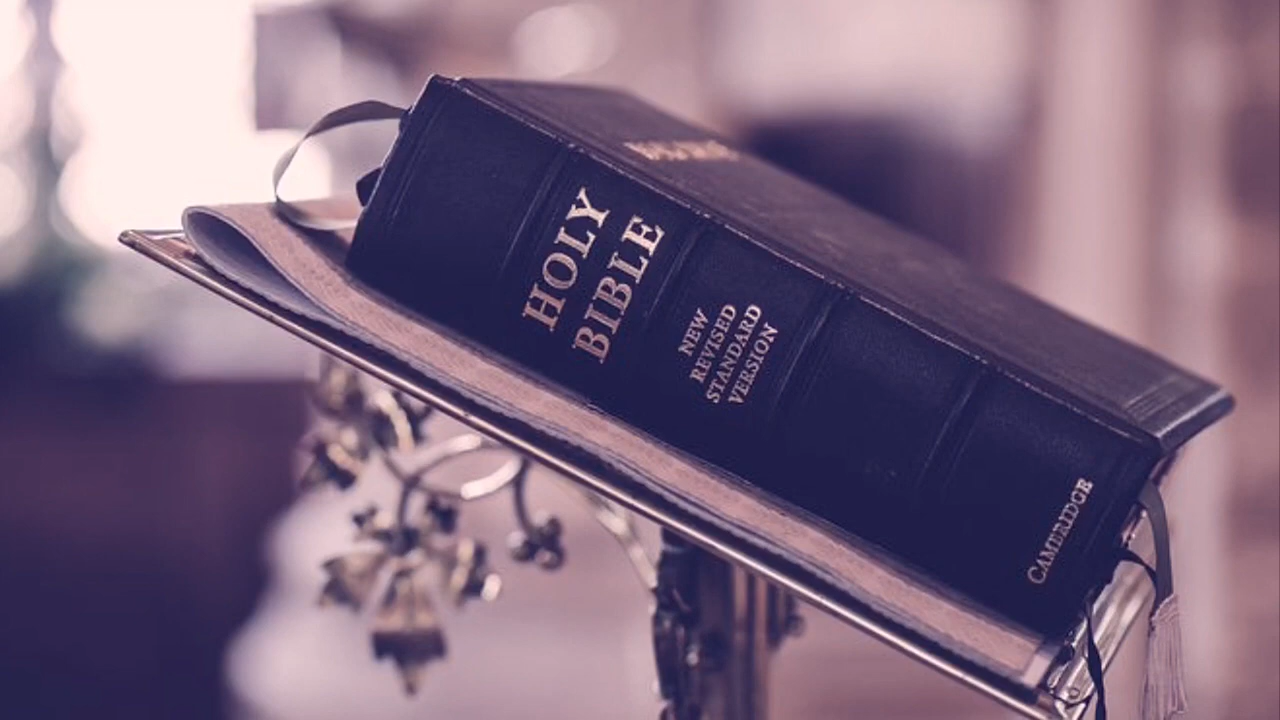 HOLY
BIBLE
NEW
REVISED
STANDARD
VERSION
CAMBRIDGE